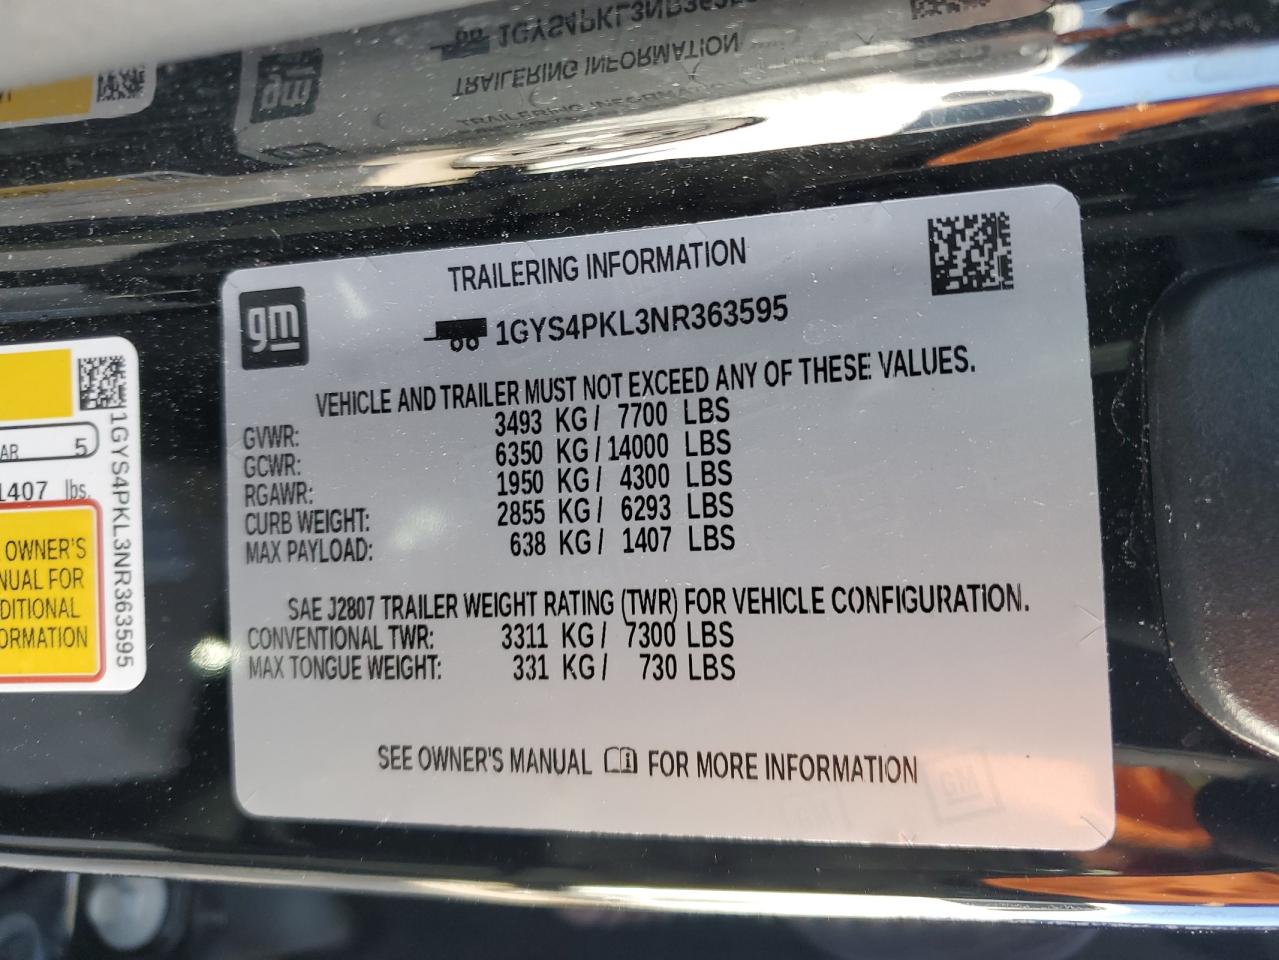 TRAILERING INFORMATION
gm
1GYS4PKL3NR363595
VEHICLE AND TRAILER MUST NOT EXCEED ANY OF THESE VALUES.
GVWR: 3493 KG / 7700 LBS
GCWR: 6350 KG / 14000 LBS
RGAWR: 1950 KG / 4300 LBS
CURB WEIGHT: 2855 KG / 6293 LBS
MAX PAYLOAD: 638 KG / 1407 LBS
SAE J2807 TRAILER WEIGHT RATING (TWR) FOR VEHICLE CONFIGURATION.
CONVENTIONAL TWR: 3311 KG / 7300 LBS
MAX TONGUE WEIGHT: 331 KG / 730 LBS
SEE OWNER'S MANUAL FOR MORE INFORMATION
GM
AR 5
1407 lbs.
OWNER'S
NUAL FOR
DITIONAL
ORMATION
1GYS4PKL3NR363595
TRAILERING INFORMATION
gm